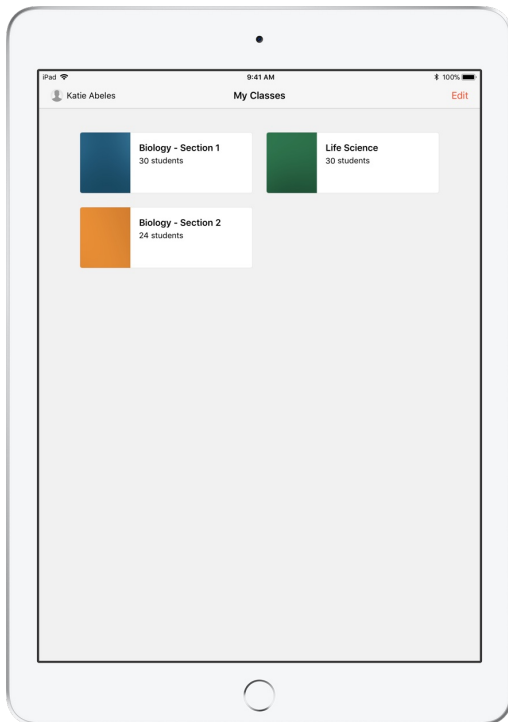 iPad 9:41 AM 100%
Katie Abeles My Classes Edit
Biology - Section 1
30 students
Life Science
30 students
Biology - Section 2
24 students